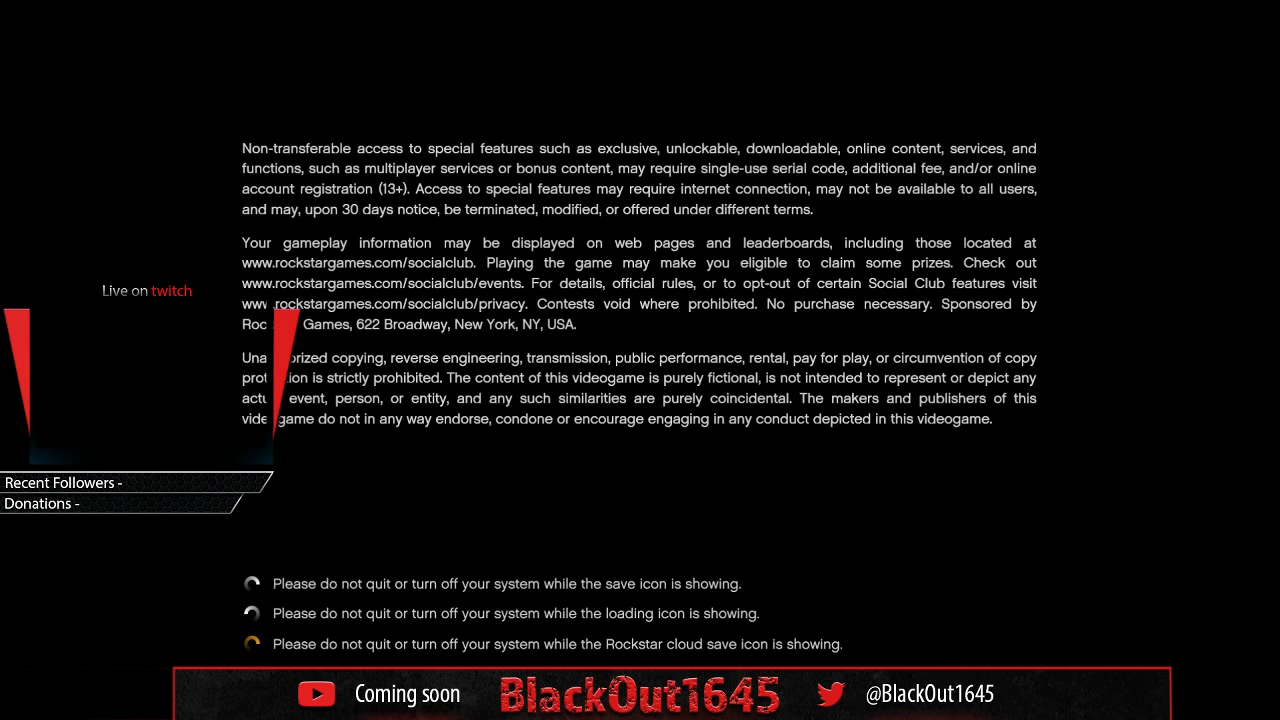 Non-transferable access to special features such as exclusive, unlockable, downloadable, online content, services, and
functions, such as multiplayer services or bonus content, may require single-use serial code, additional fee, and/or online
account registration (13+). Access to special features may require internet connection, may not be available to all users,
and may, upon 30 days notice, be terminated, modified, or offered under different terms.
Your gameplay information may be displayed on web pages and leaderboards, including those located at
www.rockstargames.com/socialclub. Playing the game may make you eligible to claim some prizes. Check out
www.rockstargames.com/socialclub/events. For details, official rules, or to opt-out of certain Social Club features visit
www.rockstargames.com/socialclub/privacy. Contests void where prohibited. No purchase necessary. Sponsored by
Games, 622 Broadway, New York, NY, USA.
copying, reverse engineering, transmission, public performance, rental, pay for play, or circumvention of copy
is strictly prohibited. The content of this videogame is purely fictional, is not intended to represent or depict any
event, person, or entity, and any such similarities are purely coincidental. The makers and publishers of this
game do not in any way endorse, condone or encourage engaging in any conduct depicted in this videogame.
Live on twitch
Recent Followers -
Donations -
Please do not quit or turn off your system while the save icon is showing.
Please do not quit or turn off your system while the loading icon is showing.
Please do not quit or turn off your system while the Rockstar cloud save icon is showing.
Coming soon
BlackOut1645
@BlackOut1645